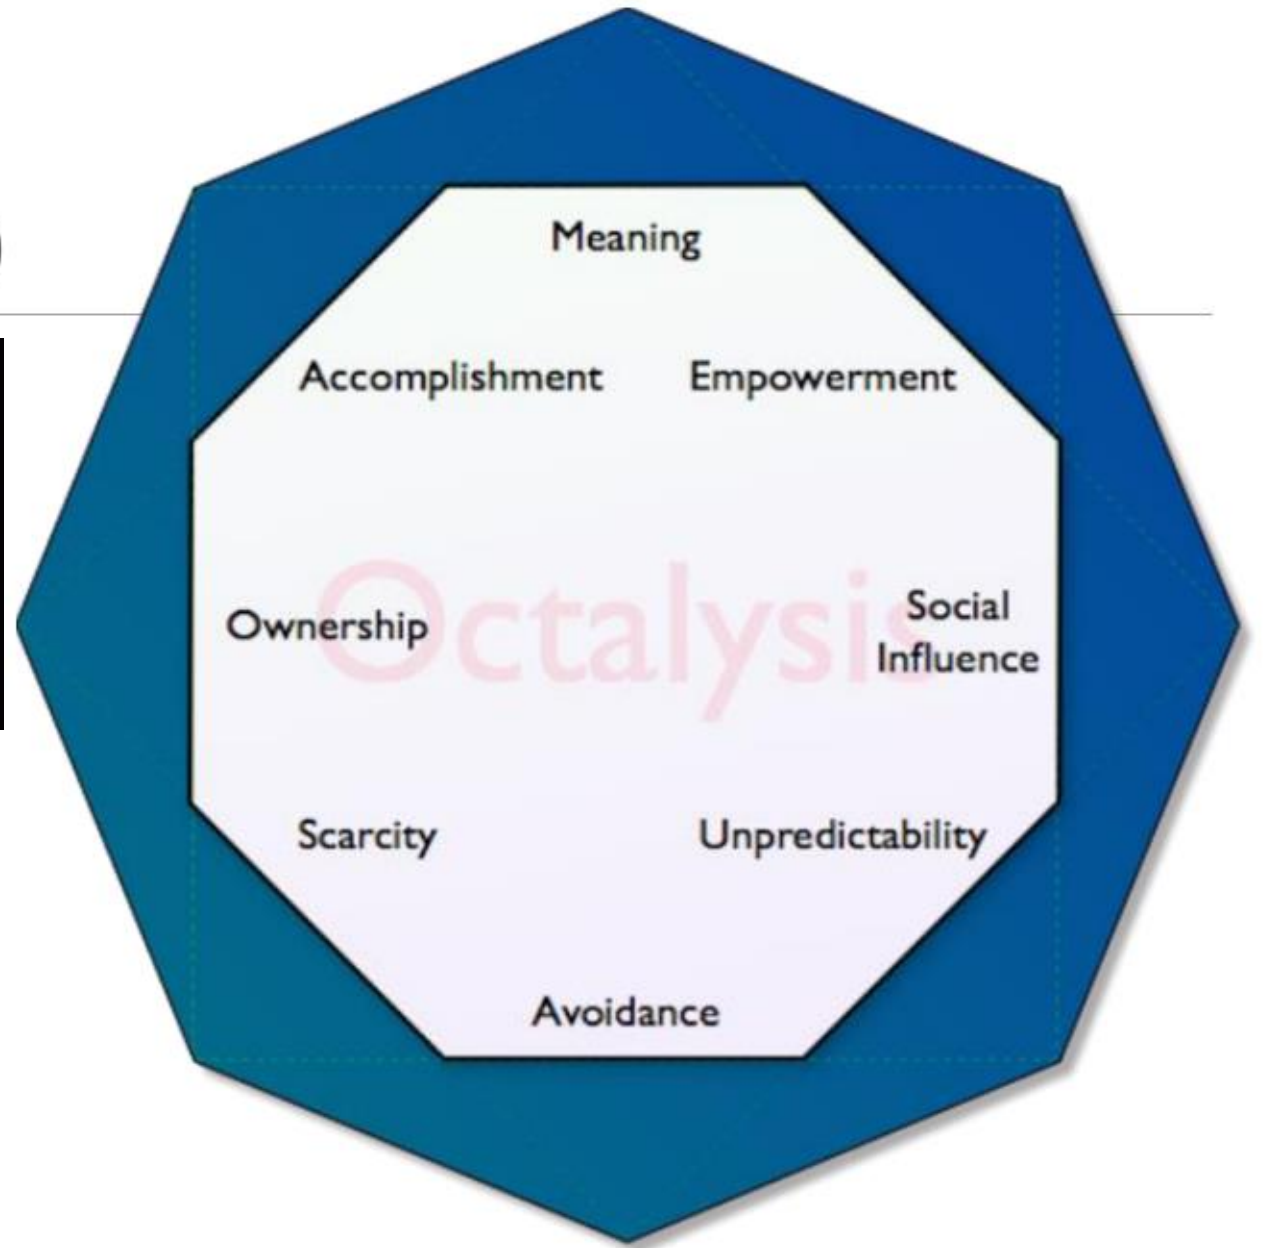 Meaning
Accomplishment Empowerment
Octalysis
Ownership
Social
Influence
Scarcity Unpredictability
Avoidance